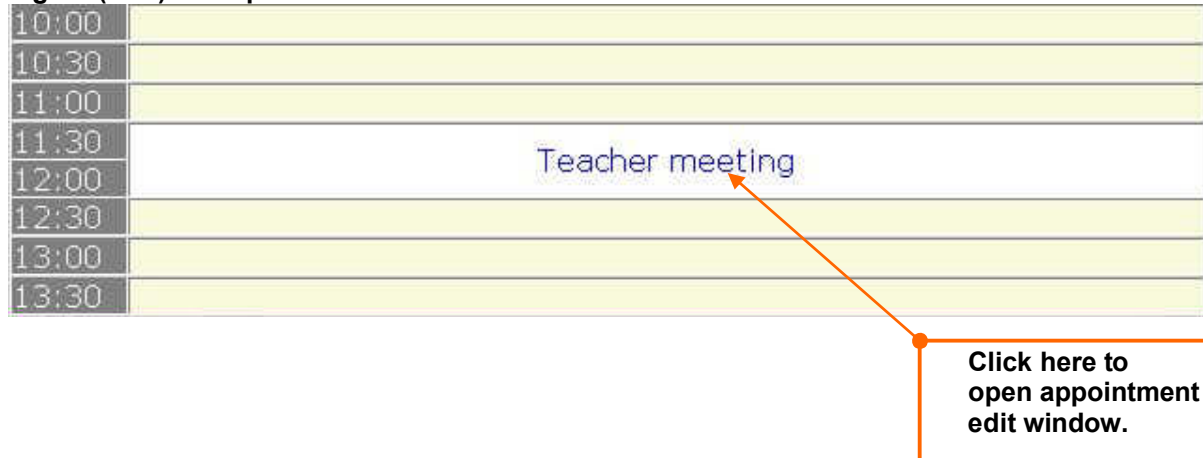 10:00
10:30
11:00
11:30
Teacher meeting
12:00
12:30
13:00
13:30
Click here to
open appointment
edit window.